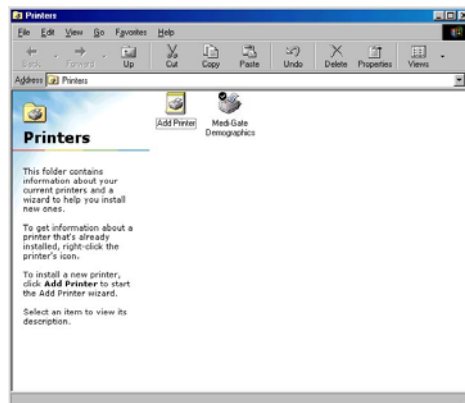 Printers
File Edit View Go Favorites Help
Back Forward Up Cut Copy Paste Undo Delete Properties Views
Address Printers
Printers
Add Printer
Medi-Gate
Demographics
This folder contains
information about your
current printers and a
wizard to help you install
new ones.
To get information about a
printer that's already
installed, right-click the
printer's icon.
To install a new printer,
click Add Printer to start
the Add Printer wizard.
Select an item to view its
description.